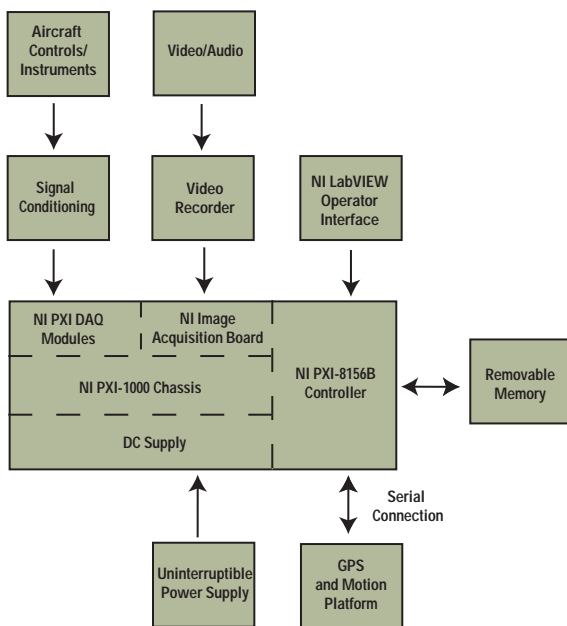 Aircraft
Controls/
Instruments
Video/Audio
Signal
Conditioning
Video
Recorder
NI LabVIEW
Operator
Interface
NI PXI DAQ
Modules
NI Image
Acquisition Board
NI PXI-1000 Chassis
DC Supply
NI PXI-8156B
Controller
Removable
Memory
Serial
Connection
Uninterruptible
Power Supply
GPS
and Motion
Platform